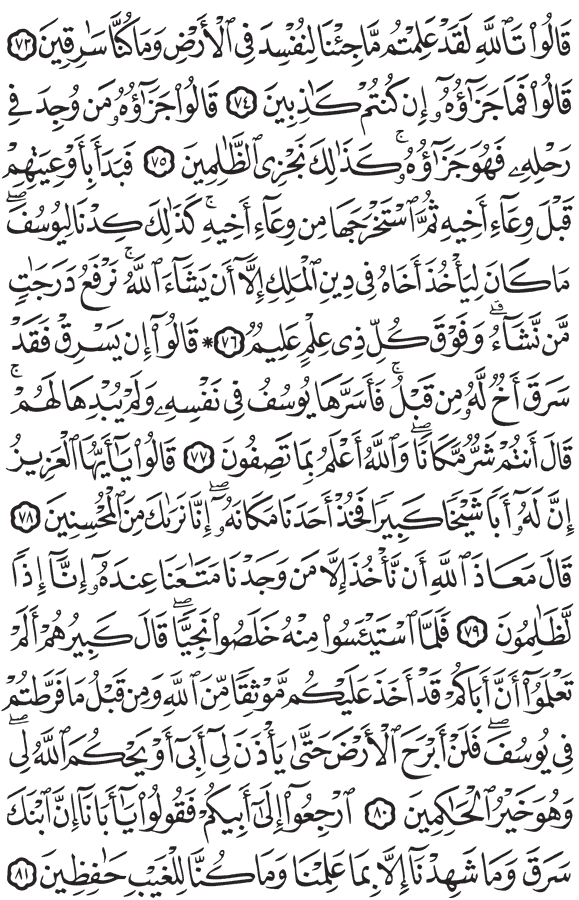 قَالُوا۟ تَٱللَّهِ لَقَدْ عَلِمْتُم مَّا جِئْنَا لِنُفْسِدَ فِى ٱلْأَرْضِ وَمَا كُنَّا سَٰرِقِينَ ٧٣
قَالُوا۟ فَمَا جَزَٰٓؤُهُۥٓ إِن كُنتُمْ كَٰذِبِينَ ٧٤ قَالُوا۟ جَزَٰٓؤُهُۥ مَن وُجِدَ فِى
رَحْلِهِۦ فَهُوَ جَزَٰٓؤُهُۥ ۚ كَذَٰلِكَ نَجْزِى ٱلظَّٰلِمِينَ ٧٥ فَبَدَأَ بِأَوْعِيَتِهِمْ
قَبْلَ وِعَآءِ أَخِيهِ ثُمَّ ٱسْتَخْرَجَهَا مِن وِعَآءِ أَخِيهِ ۚ كَذَٰلِكَ كِدْنَا لِيُوسُفَ ۖ
مَا كَانَ لِيَأْخُذَ أَخَاهُ فِى دِينِ ٱلْمَلِكِ إِلَّآ أَن يَشَآءَ ٱللَّهُ ۚ نَرْفَعُ دَرَجَٰتٍ
مَّن نَّشَآءُ ۗ وَفَوْقَ كُلِّ ذِى عِلْمٍ عَلِيمٌ ٧٦ * قَالُوٓا۟ إِن يَسْرِقْ فَقَدْ
سَرَقَ أَخٌ لَّهُۥ مِن قَبْلُ ۚ فَأَسَرَّهَا يُوسُفُ فِى نَفْسِهِۦ وَلَمْ يُبْدِهَا لَهُمْ ۚ
قَالَ أَنتُمْ شَرٌّ مَّكَانًا ۖ وَٱللَّهُ أَعْلَمُ بِمَا تَصِفُونَ ٧٧ قَالُوا۟ يَٰٓأَيُّهَا ٱلْعَزِيزُ
إِنَّ لَهُۥٓ أَبًا شَيْخًا كَبِيرًا فَخُذْ أَحَدَنَا مَكَانَهُۥٓ ۖ إِنَّا نَرَىٰكَ مِنَ ٱلْمُحْسِنِينَ ٧٨
قَالَ مَعَاذَ ٱللَّهِ أَن نَّأْخُذَ إِلَّا مَن وَجَدْنَا مَتَٰعَنَا عِندَهُۥٓ إِنَّآ إِذًا
لَّظَٰلِمُونَ ٧٩ فَلَمَّا ٱسْتَيْـَٔسُوا۟ مِنْهُ خَلَصُوا۟ نَجِيًّا ۖ قَالَ كَبِيرُهُمْ أَلَمْ
تَعْلَمُوٓا۟ أَنَّ أَبَاكُمْ قَدْ أَخَذَ عَلَيْكُم مَّوْثِقًا مِّنَ ٱللَّهِ وَمِن قَبْلُ مَا فَرَّطتُمْ
فِى يُوسُفَ ۖ فَلَنْ أَبْرَحَ ٱلْأَرْضَ حَتَّىٰ يَأْذَنَ لِىٓ أَبِىٓ أَوْ يَحْكُمَ ٱللَّهُ لِى ۖ
وَهُوَ خَيْرُ ٱلْحَٰكِمِينَ ٨٠ ٱرْجِعُوٓا۟ إِلَىٰٓ أَبِيكُمْ فَقُولُوا۟ يَٰٓأَبَانَآ إِنَّ ٱبْنَكَ
سَرَقَ وَمَا شَهِدْنَآ إِلَّا بِمَا عَلِمْنَا وَمَا كُنَّا لِلْغَيْبِ حَٰفِظِينَ ٨١